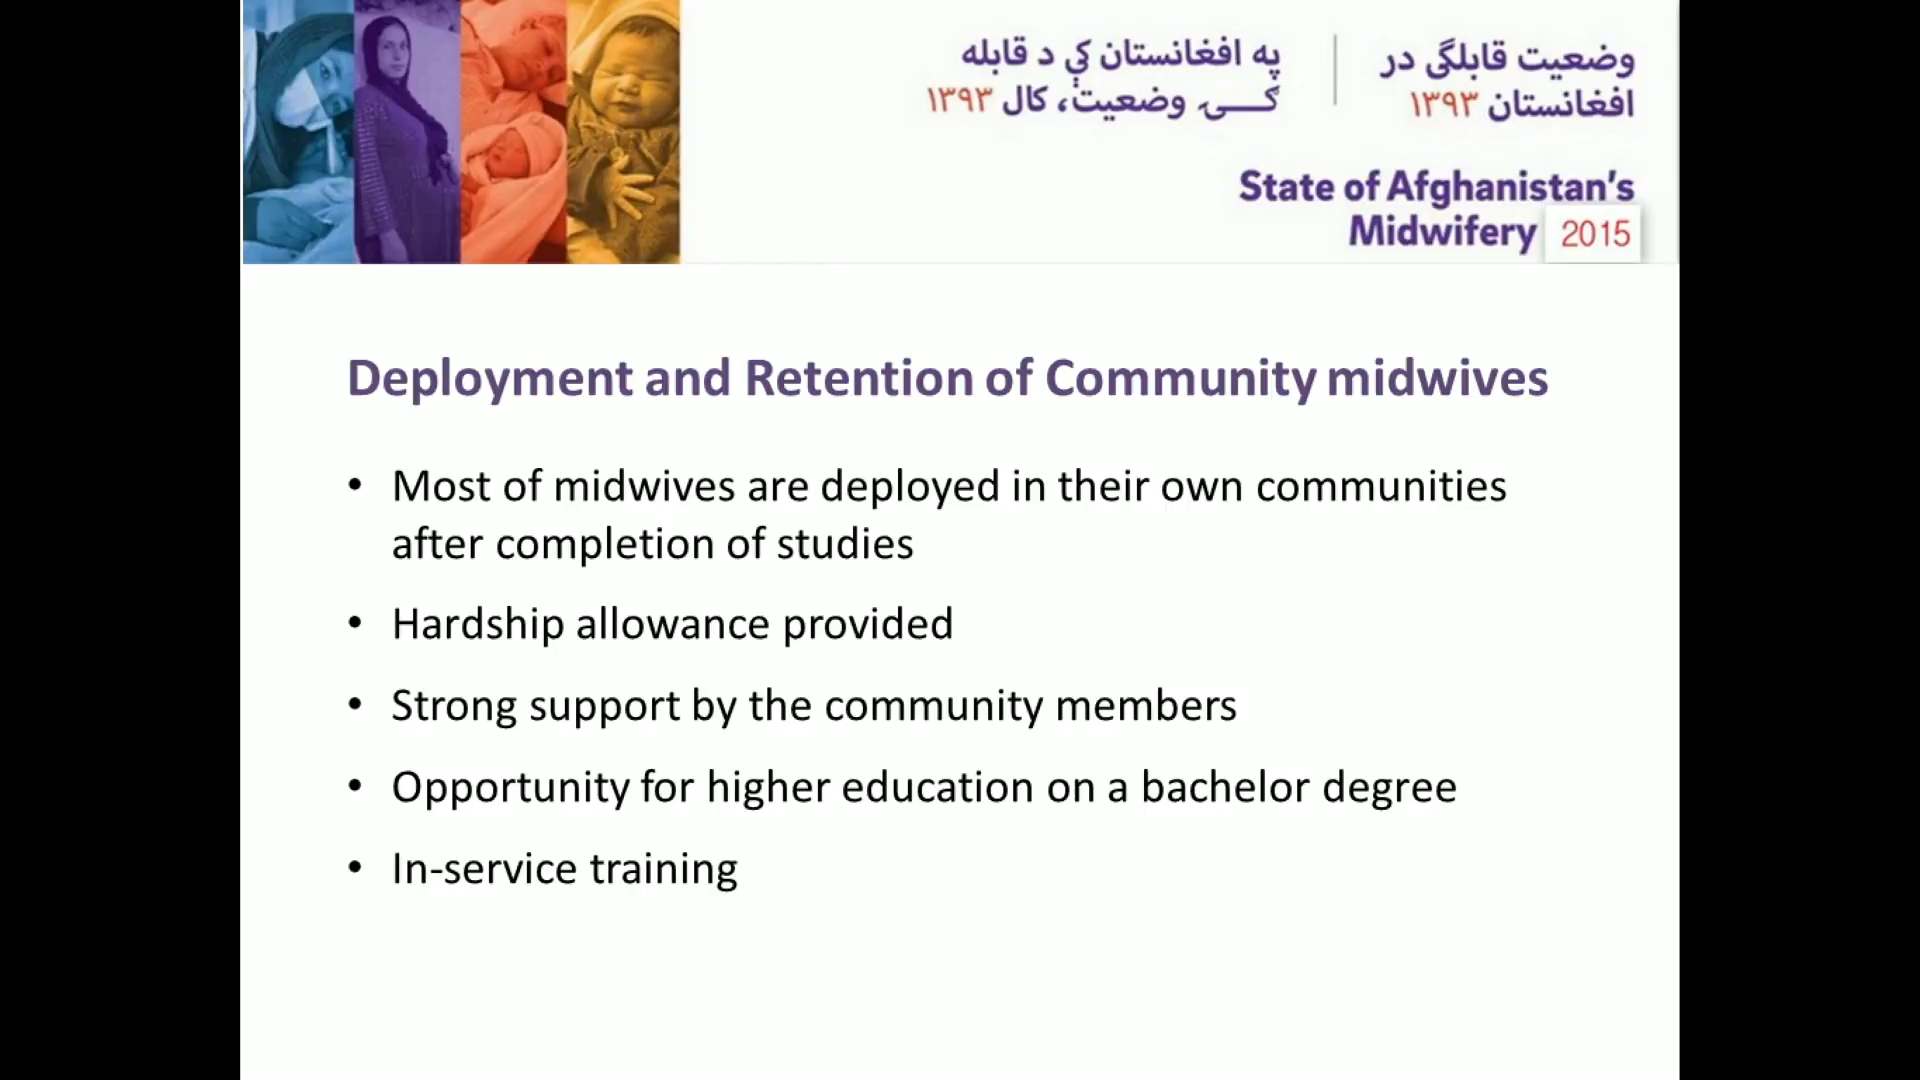 وضعیت قابلگی در
افغانستان ۱۳۹۳
په افغانستان کې د قابله
ګـــۍ وضعیت، کال ۱۳۹۳
State of Afghanistan's
Midwifery 2015
Deployment and Retention of Community midwives
• Most of midwives are deployed in their own communities
after completion of studies
• Hardship allowance provided
• Strong support by the community members
• Opportunity for higher education on a bachelor degree
• In-service training